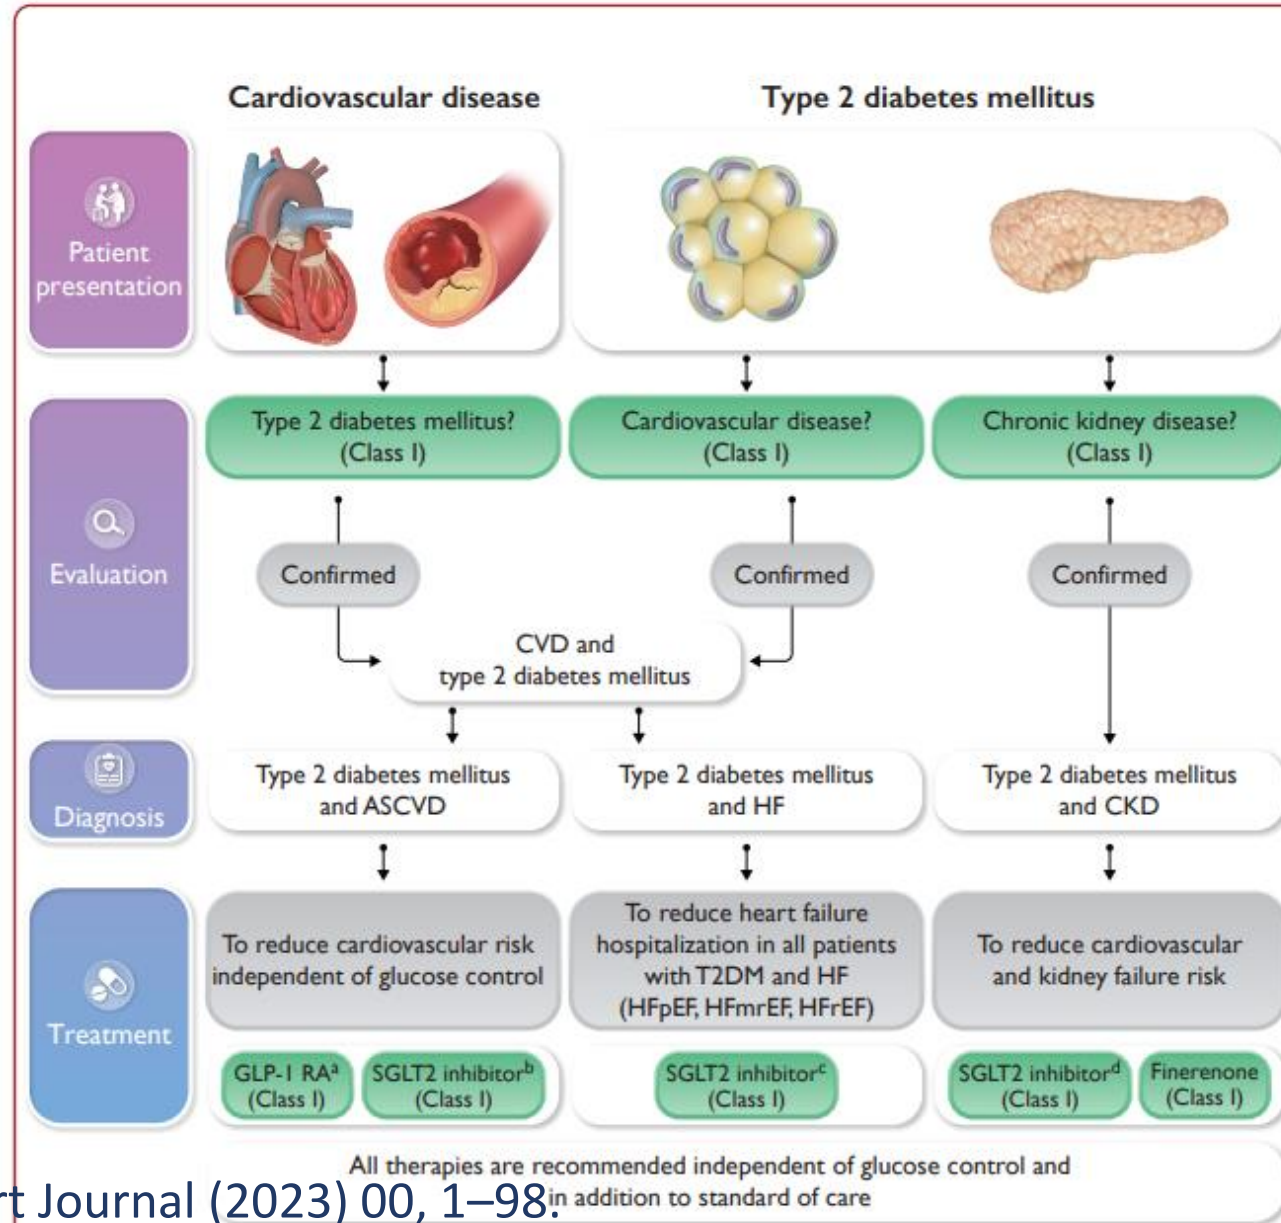 Cardiovascular disease
Type 2 diabetes mellitus
Patient
presentation
Type 2 diabetes mellitus?
(Class I)
Cardiovascular disease?
(Class I)
Chronic kidney disease?
(Class I)
Evaluation
Confirmed
Confirmed
Confirmed
CVD and
type 2 diabetes mellitus
Diagnosis
Type 2 diabetes mellitus
and ASCVD
Type 2 diabetes mellitus
and HF
Type 2 diabetes mellitus
and CKD
Treatment
To reduce cardiovascular risk
independent of glucose control
To reduce heart failure
hospitalization in all patients
with T2DM and HF
(HFpEF, HFmrEF, HFrEF)
To reduce cardiovascular
and kidney failure risk
GLP-1 RAᵃ
(Class I)
SGLT2 inhibitorᵇ
(Class I)
SGLT2 inhibitorᶜ
(Class I)
SGLT2 inhibitorᵈ
(Class I)
Finerenone
(Class I)
All therapies are recommended independent of glucose control and
in addition to standard of care
rt Journal (2023) 00, 1–98.